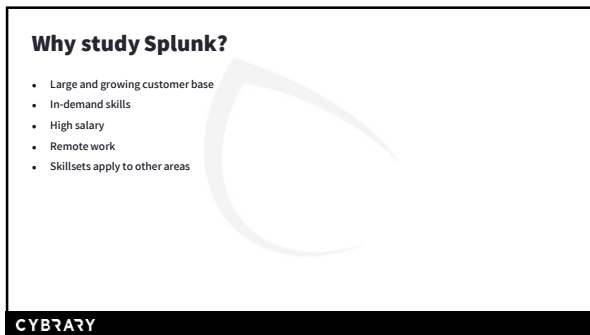 Why study Splunk?
• Large and growing customer base
• In-demand skills
• High salary
• Remote work
• Skillsets apply to other areas
CYBRARY